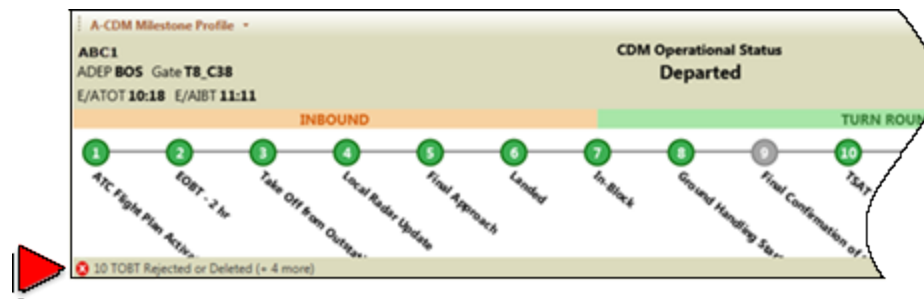 A-CDM Milestone Profile
ABC1
ADEP BOS Gate T8_C38
E/ATOT 10:18 E/AIBT 11:11
CDM Operational Status
Departed
INBOUND
TURN ROUN
1 2 3 4 5 6 7 8 9 10
ATC Flight Plan Activa
EOBT - 2 hr
Take Off from Outstat
Local Radar Update
Final Approach
Landed
In-Block
Ground Handling Star
Final Confirmation of
TSAT
10 TOBT Rejected or Deleted (+ 4 more)